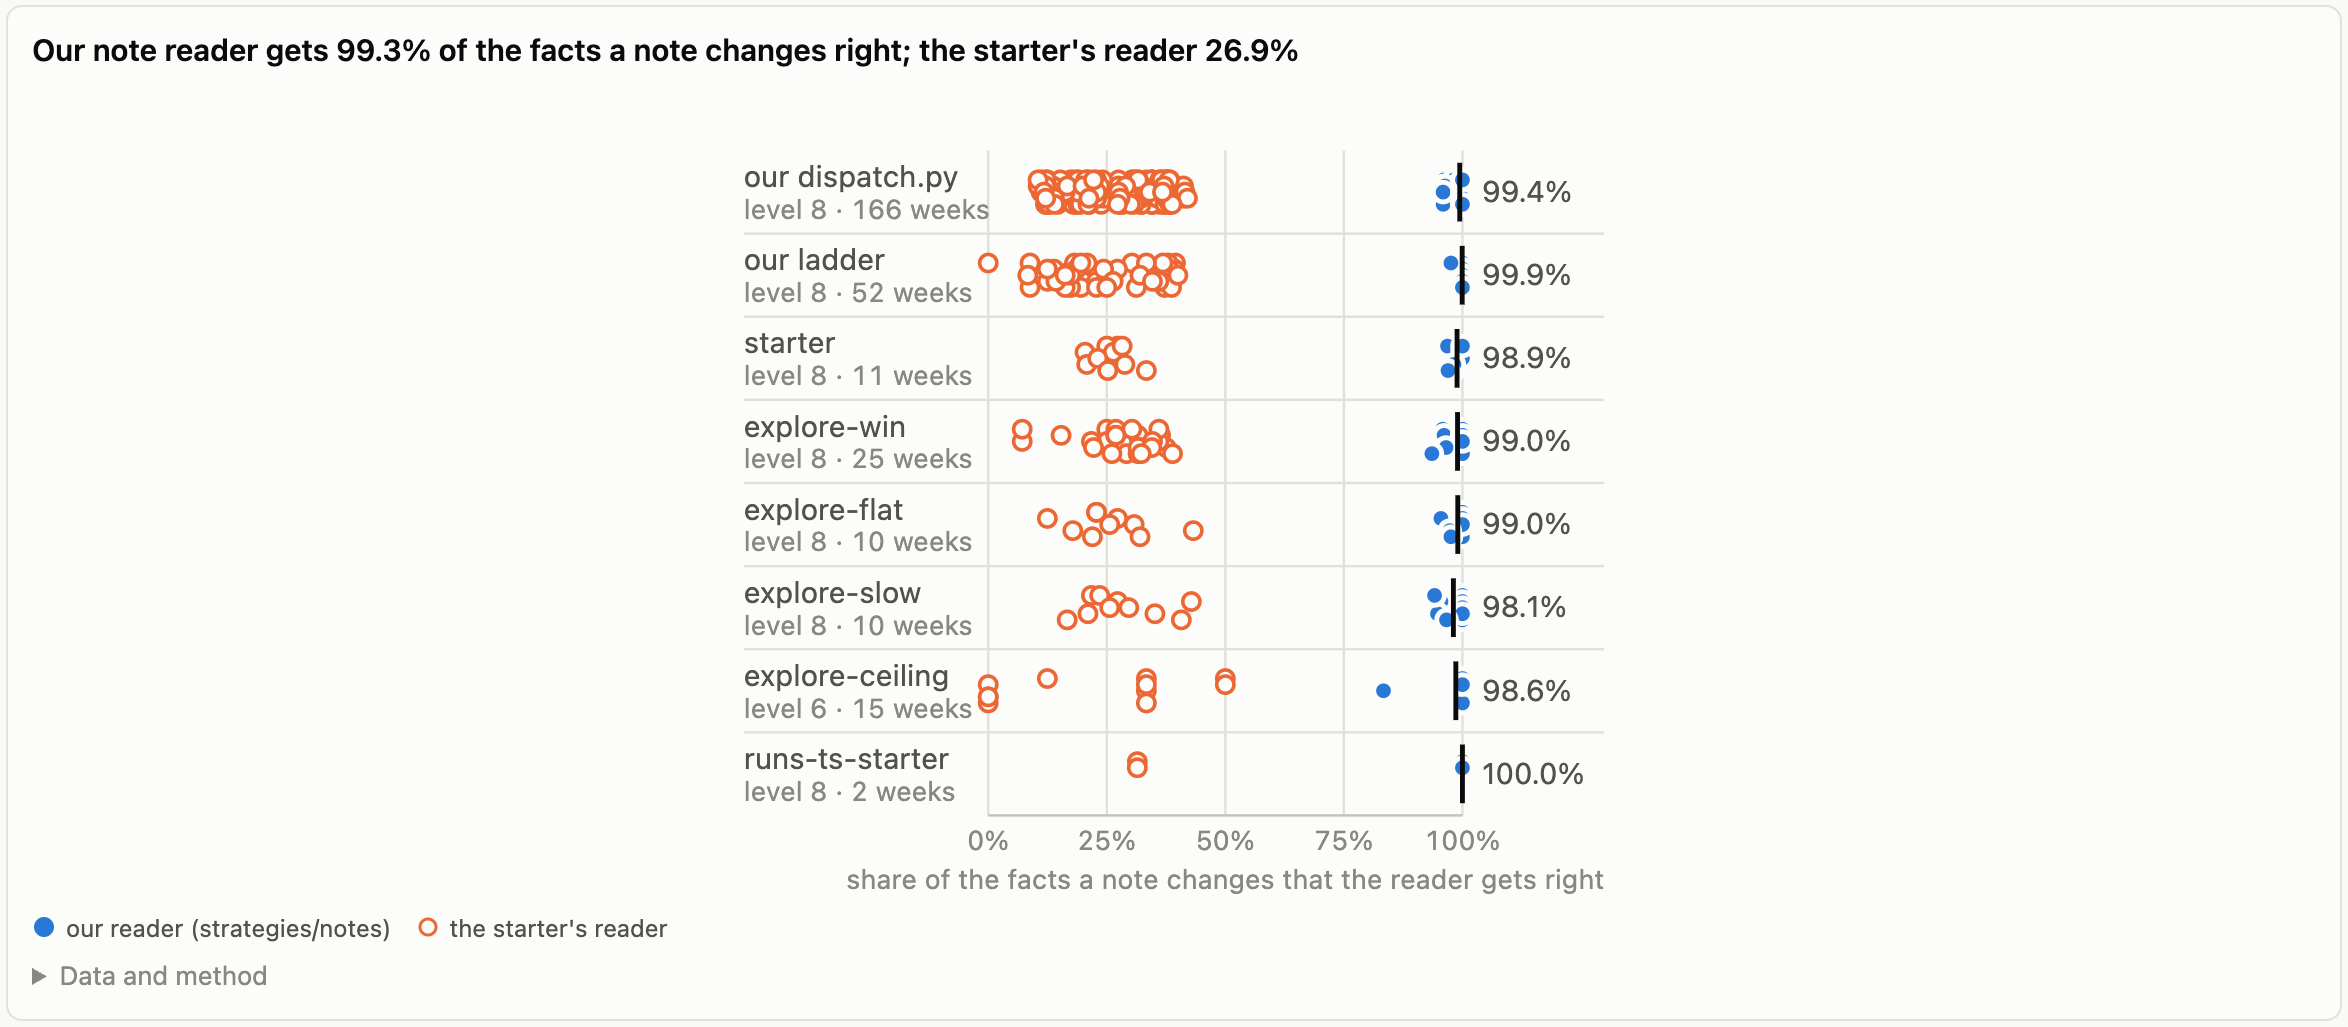 Our note reader gets 99.3% of the facts a note changes right; the starter's reader 26.9%
our dispatch.py
level 8 · 166 weeks
99.4%
our ladder
level 8 · 52 weeks
99.9%
starter
level 8 · 11 weeks
98.9%
explore-win
level 8 · 25 weeks
99.0%
explore-flat
level 8 · 10 weeks
99.0%
explore-slow
level 8 · 10 weeks
98.1%
explore-ceiling
level 6 · 15 weeks
98.6%
runs-ts-starter
level 8 · 2 weeks
100.0%
0% 25% 50% 75% 100%
share of the facts a note changes that the reader gets right
our reader (strategies/notes) the starter's reader
Data and method